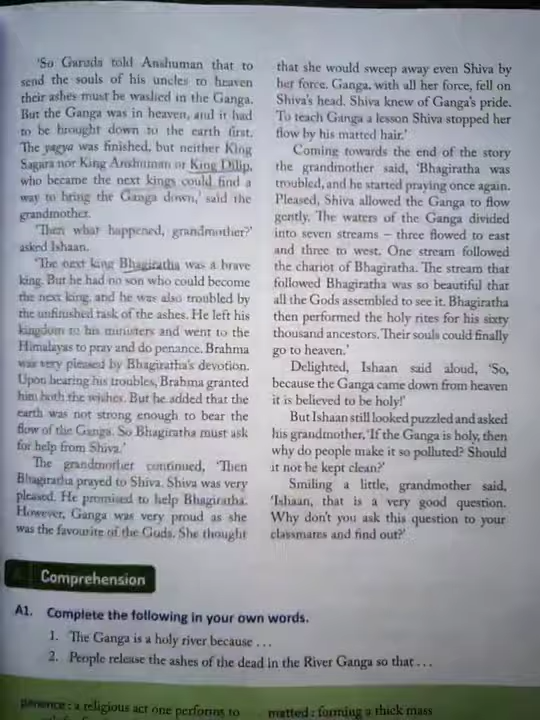 'So Garuda told Anshuman that to
send the souls of his uncles to heaven
their ashes must be washed in the Ganga.
But the Ganga was in heaven, and it had
to be brought down to the earth first.
The yagya was finished, but neither King
Sagara nor King Anshuman or King Dilip,
who became the next kings could find a
way to bring the Ganga down,' said the
grandmother.
'Then what happened, grandmother?'
asked Ishaan.
'The next king Bhagiratha was a brave
king. But he had no son who could become
the next king, and he was also troubled by
the unfinished task of the ashes. He left his
kingdom to his ministers and went to the
Himalayas to pray and do penance. Brahma
was very pleased by Bhagiratha's devotion.
Upon hearing his troubles, Brahma granted
him both the wishes. But he added that the
earth was not strong enough to bear the
flow of the Ganga. So Bhagiratha must ask
for help from Shiva.'
The grandmother continued, 'Then
Bhagiratha prayed to Shiva. Shiva was very
pleased. He promised to help Bhagiratha.
However, Ganga was very proud as she
was the favourite of the Gods. She thought
that she would sweep away even Shiva by
her force. Ganga, with all her force, fell on
Shiva's head. Shiva knew of Ganga's pride.
To teach Ganga a lesson Shiva stopped her
flow by his matted hair.'
Coming towards the end of the story
the grandmother said, 'Bhagiratha was
troubled, and he started praying once again.
Pleased, Shiva allowed the Ganga to flow
gently. The waters of the Ganga divided
into seven streams – three flowed to east
and three to west. One stream followed
the chariot of Bhagiratha. The stream that
followed Bhagiratha was so beautiful that
all the Gods assembled to see it. Bhagiratha
then performed the holy rites for his sixty
thousand ancestors. Their souls could finally
go to heaven.'
Delighted, Ishaan said aloud, 'So,
because the Ganga came down from heaven
it is believed to be holy!'
But Ishaan still looked puzzled and asked
his grandmother, 'If the Ganga is holy, then
why do people make it so polluted? Should
it not be kept clean?'
Smiling a little, grandmother said,
'Ishaan, that is a very good question.
Why don't you ask this question to your
classmates and find out?'
Comprehension
A1. Complete the following in your own words.
1. The Ganga is a holy river because ...
2. People release the ashes of the dead in the River Ganga so that ...
penance : a religious act one performs to
matted : forming a thick mass